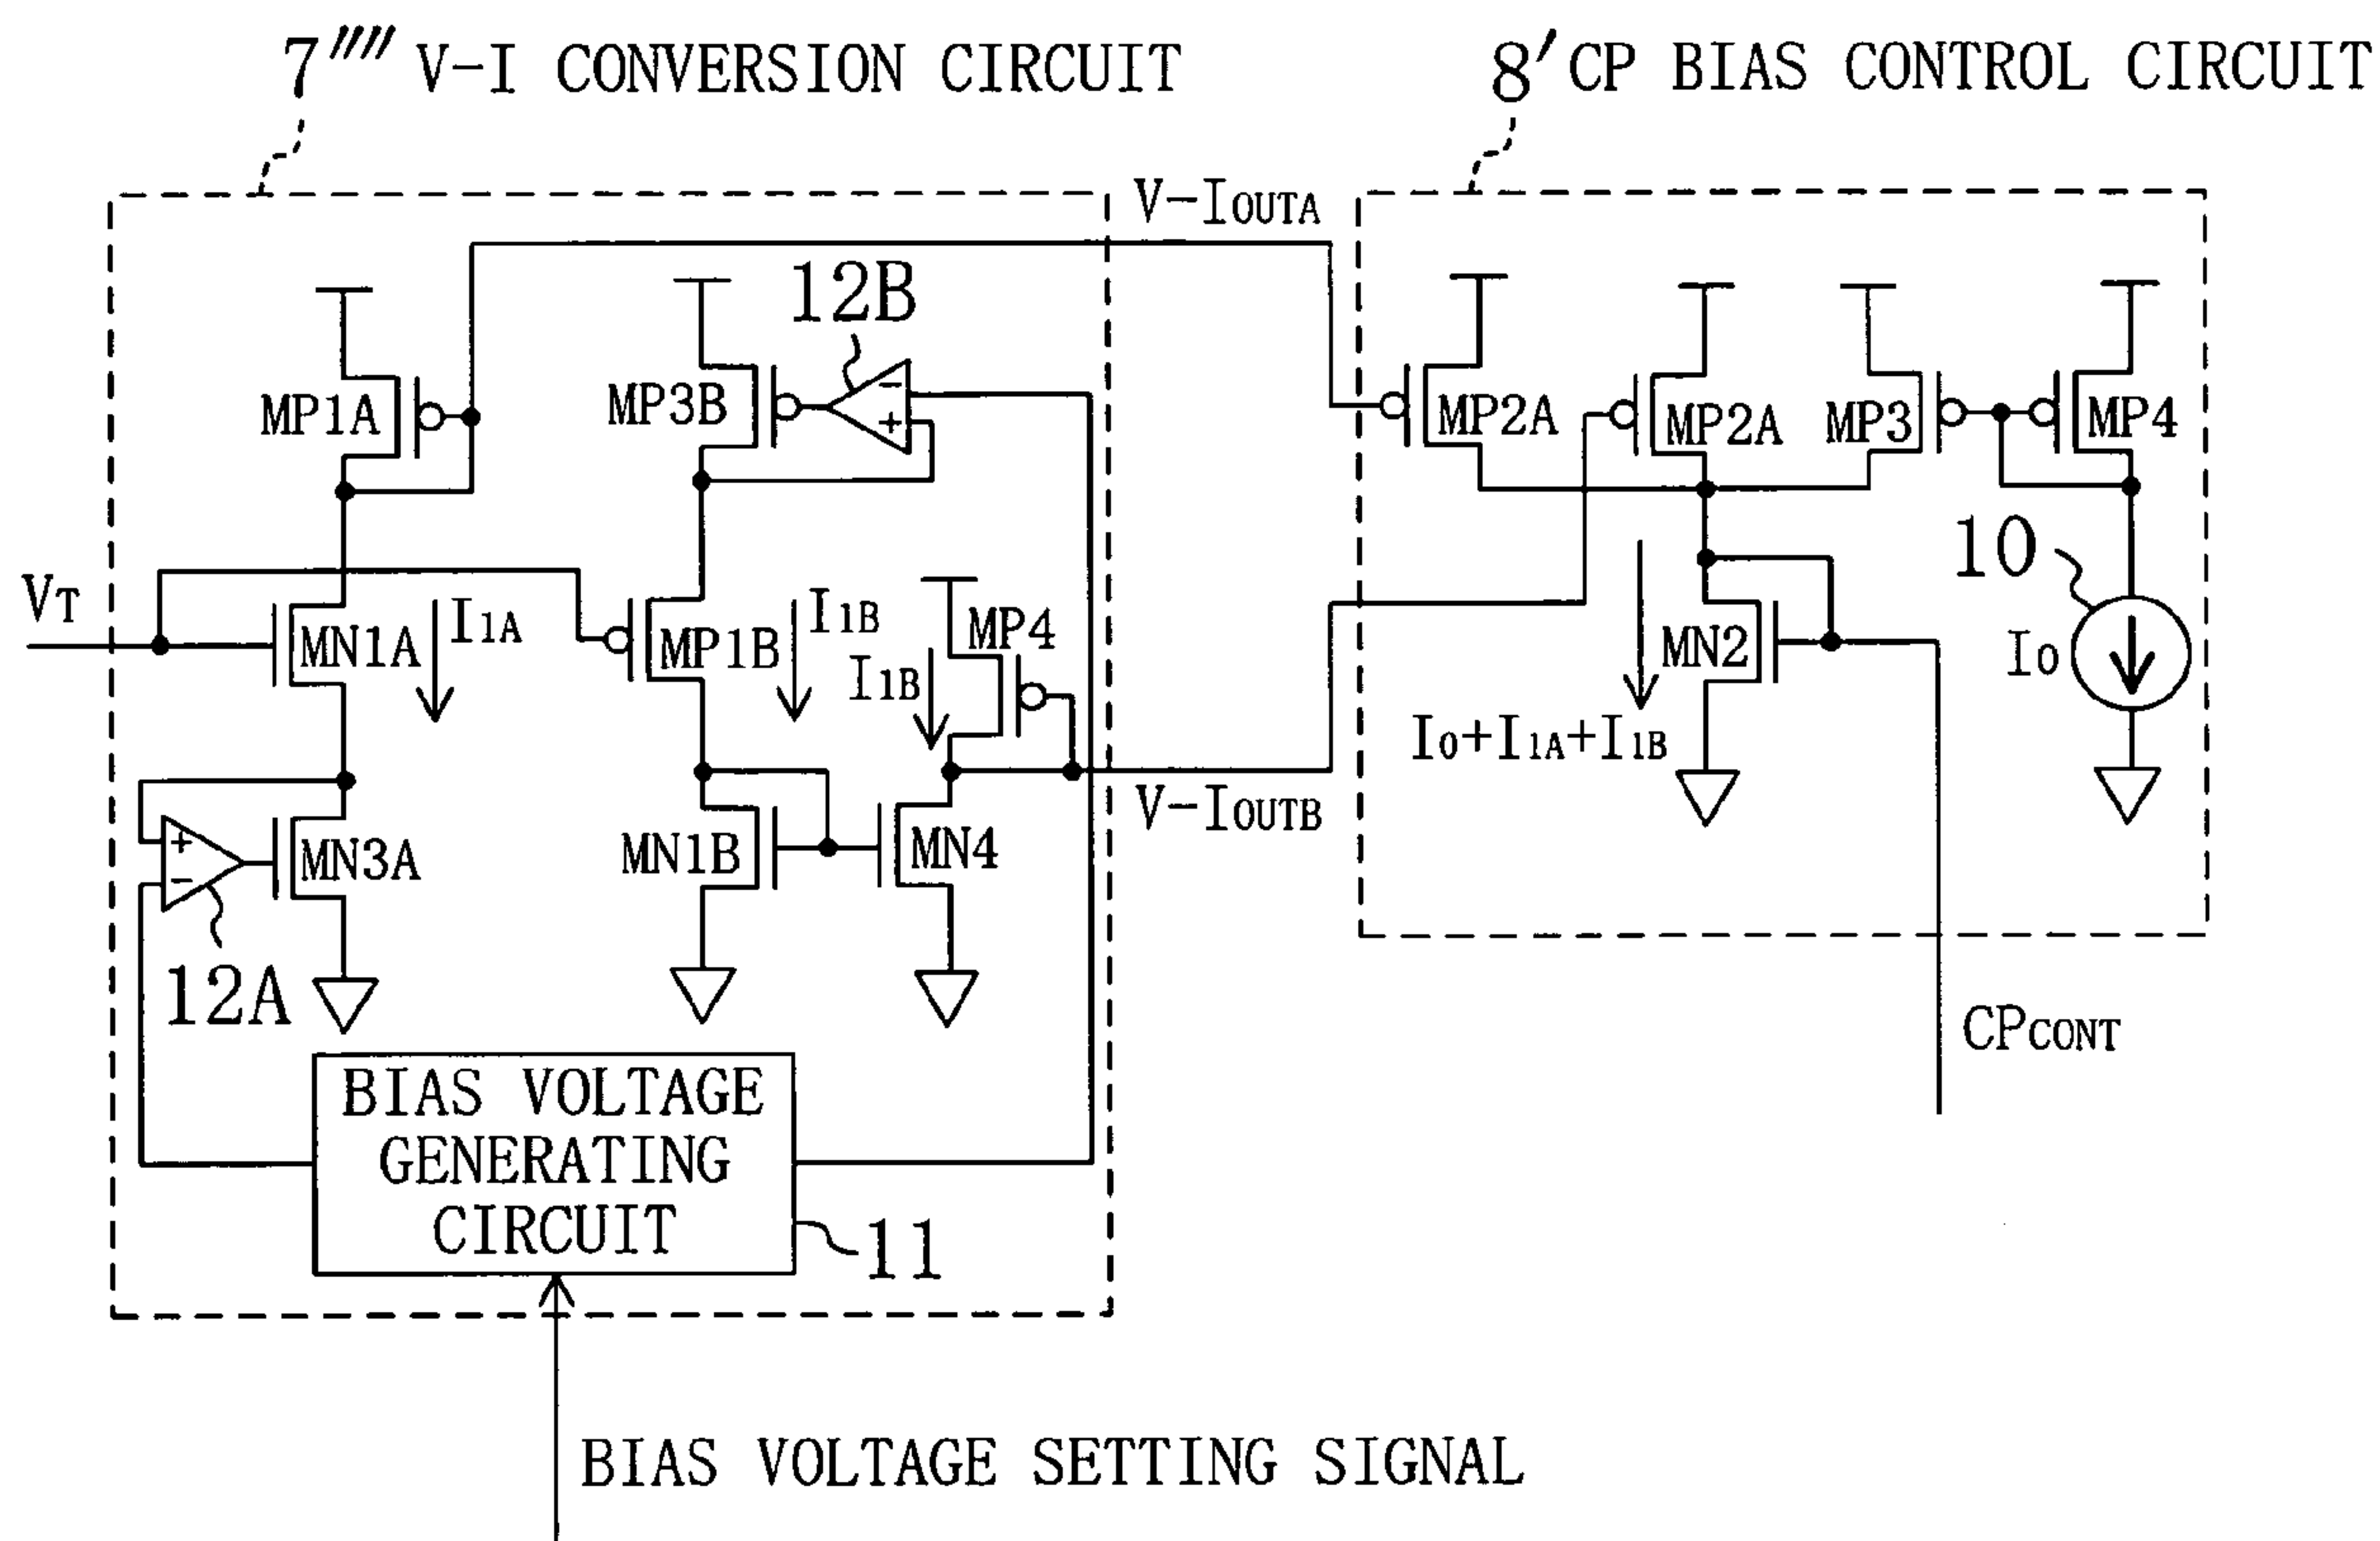 7″″ V-I CONVERSION CIRCUIT
8′ CP BIAS CONTROL CIRCUIT
V-IOUTA
12B
MP1A
MP3B
-
+
MP2A
MP2A
MP3
MP4
10
VT
MN1A
I1A
MP1B
I1B
MP4
I1B
MN2
I0
I0+I1A+I1B
V-IOUTB
+
-
MN3A
MN1B
MN4
12A
CPCONT
BIAS VOLTAGE
GENERATING
CIRCUIT
11
BIAS VOLTAGE SETTING SIGNAL